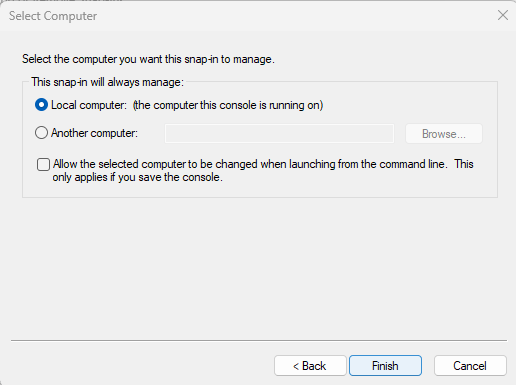 Select Computer
Select the computer you want this snap-in to manage.
This snap-in will always manage:
Local computer:  (the computer this console is running on)
Another computer:
Browse...
Allow the selected computer to be changed when launching from the command line.  This
only applies if you save the console.
< Back
Finish
Cancel